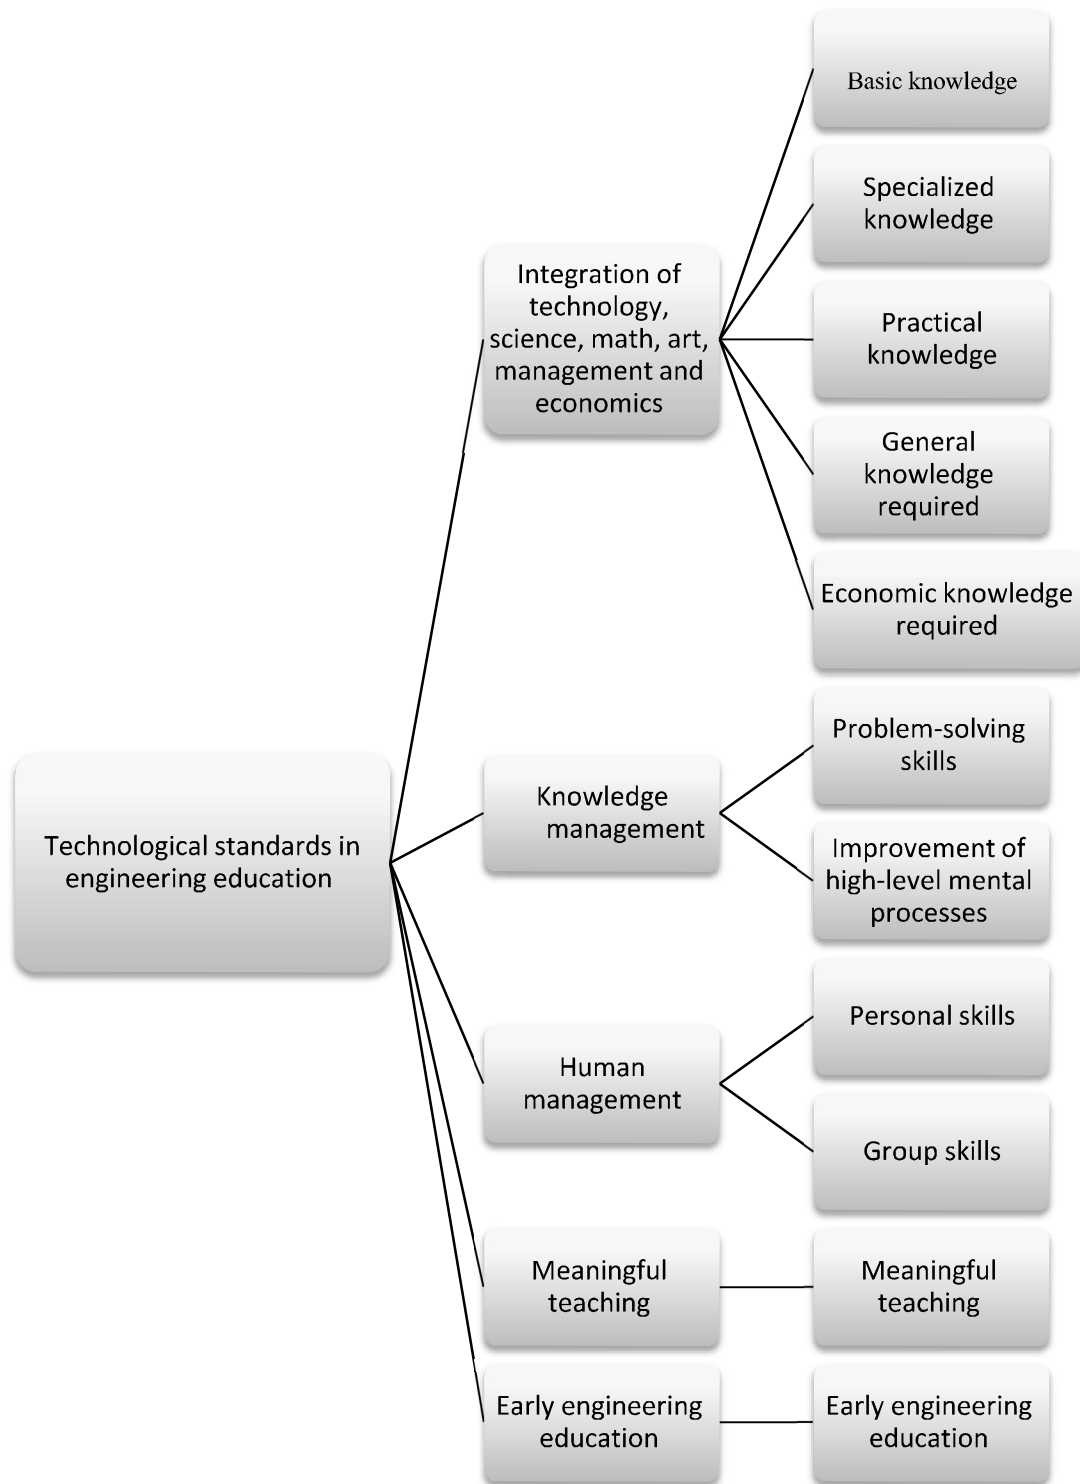 Technological standards in
engineering education
Integration of
technology,
science, math, art,
management and
economics
Basic knowledge
Specialized
knowledge
Practical
knowledge
General
knowledge
required
Economic knowledge
required
Knowledge
management
Problem-solving
skills
Improvement of
high-level mental
processes
Human
management
Personal skills
Group skills
Meaningful
teaching
Meaningful
teaching
Early engineering
education
Early engineering
education